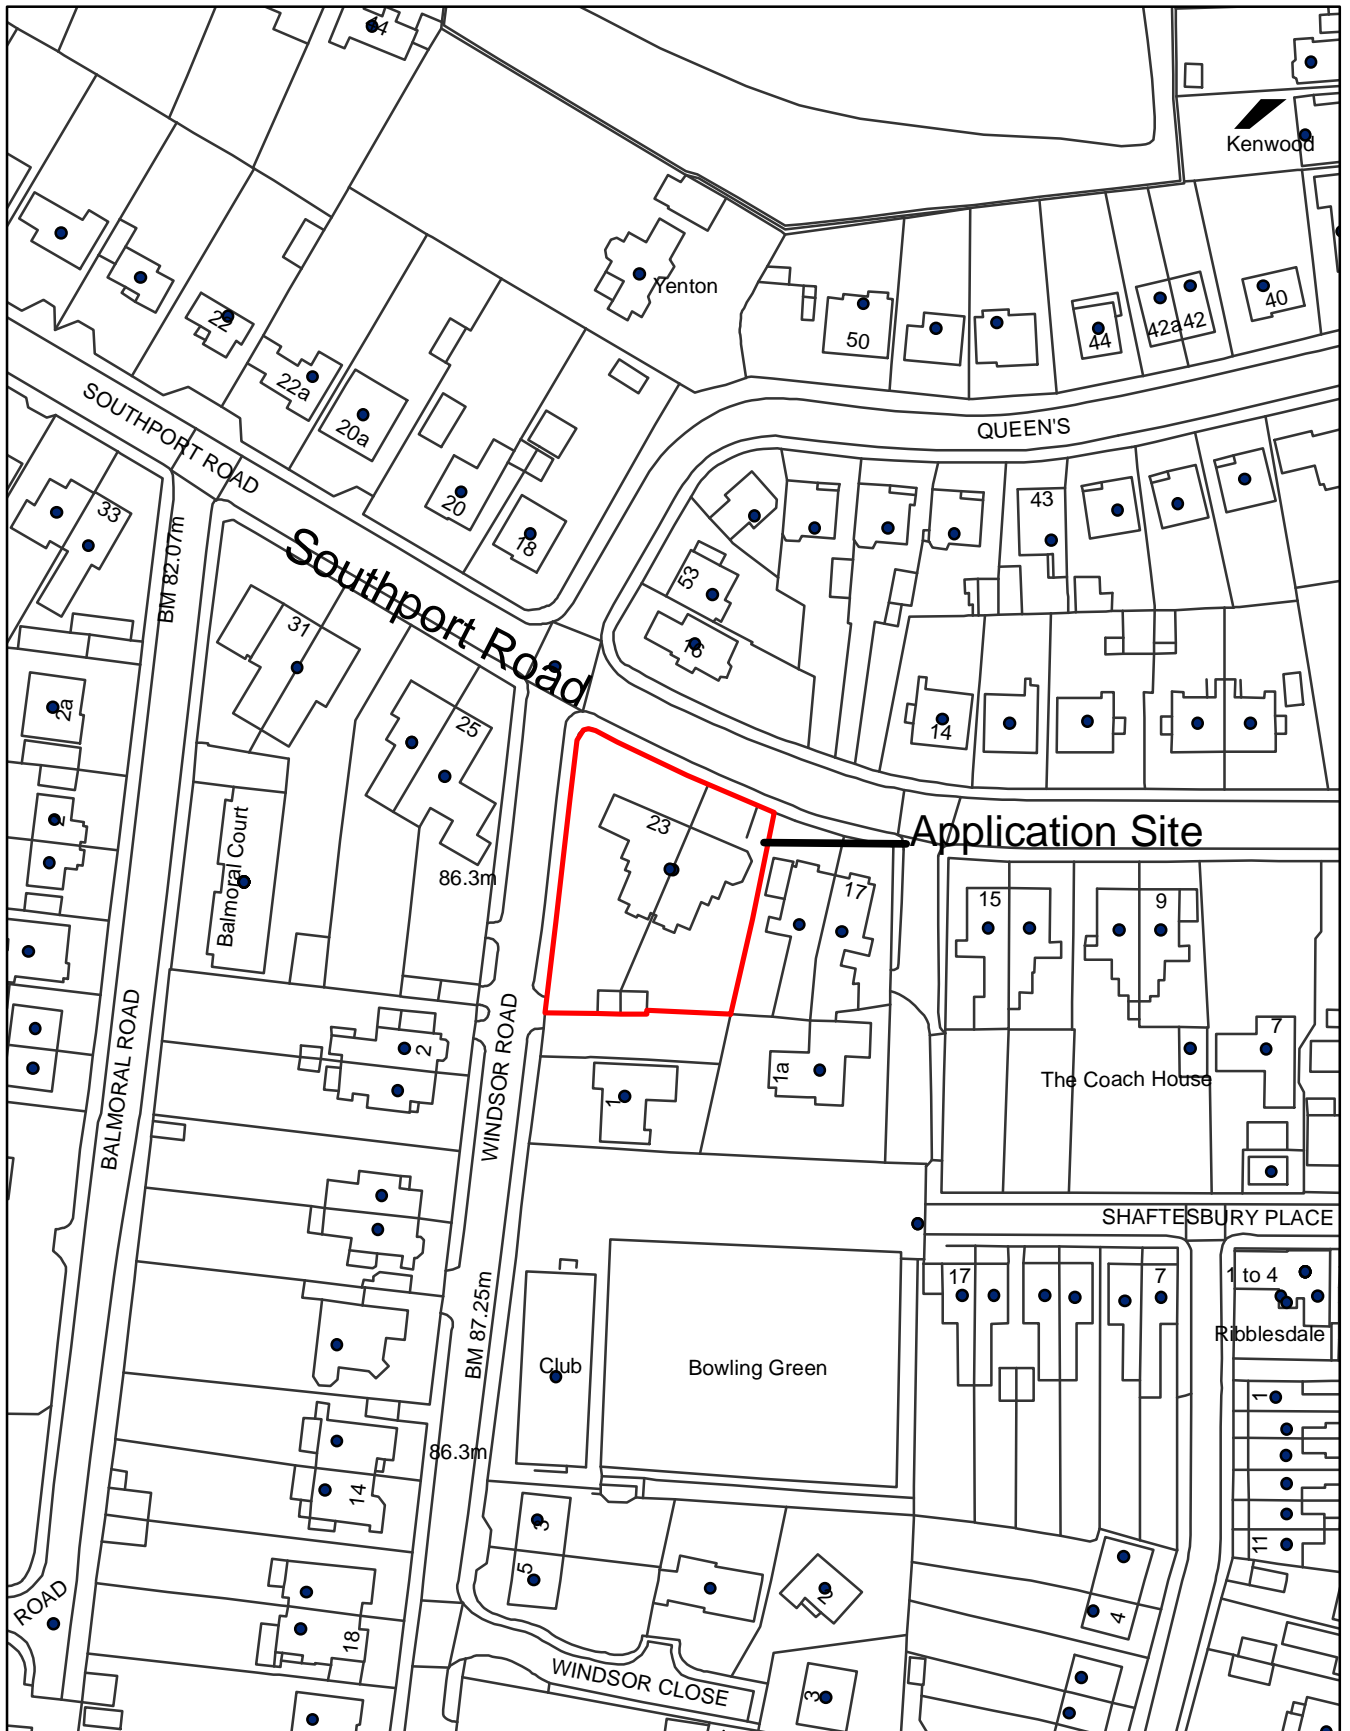 44
Kenwood
Yenton
22
22a
20a
20
18
50
44
42a
42
40
SOUTHPORT ROAD
QUEEN'S
33
BM 82.07m
Southport Road
43
53
16
31
25
2a
2
14
23
Application Site
Balmoral Court
86.3m
17
15
9
BALMORAL ROAD
WINDSOR ROAD
2
1
1a
7
The Coach House
SHAFTESBURY PLACE
BM 87.25m
Club
Bowling Green
17
7
1 to 4
Ribblesdale
1
86.3m
14
3
5
2
11
4
ROAD
18
WINDSOR CLOSE
3